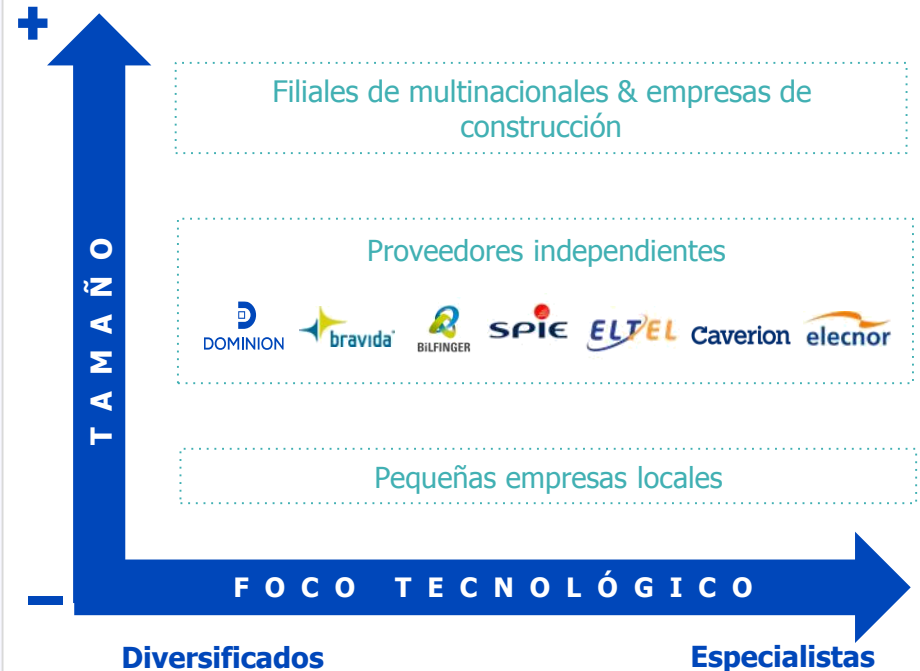 +
Filiales de multinacionales & empresas de
construcción
TAMAÑO
Proveedores independientes
DOMINION
bravida
BiLFINGER
SPIE
ELTEL
Caverion
elecnor
Pequeñas empresas locales
FOCO TECNOLÓGICO
–
Diversificados
Especialistas